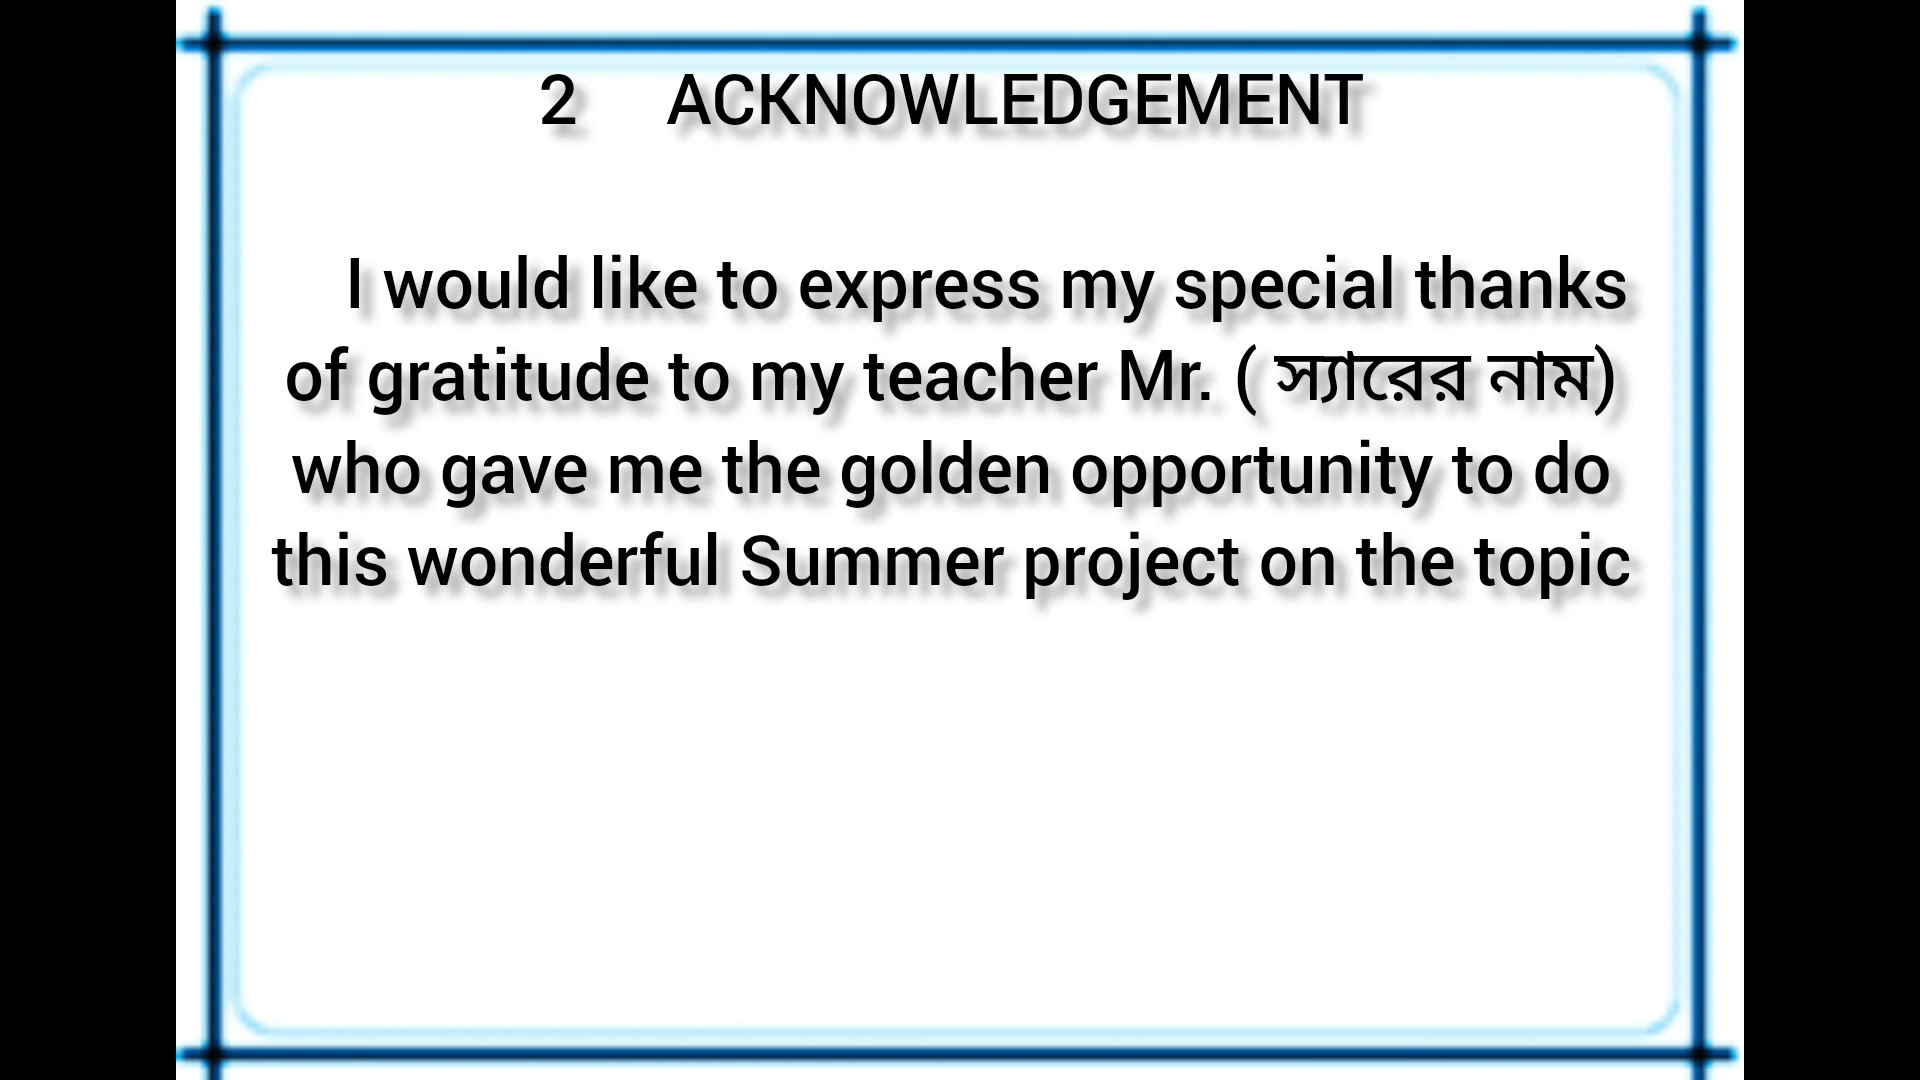 2 ACKNOWLEDGEMENT
I would like to express my special thanks
of gratitude to my teacher Mr. ( স্যারের নাম)
who gave me the golden opportunity to do
this wonderful Summer project on the topic